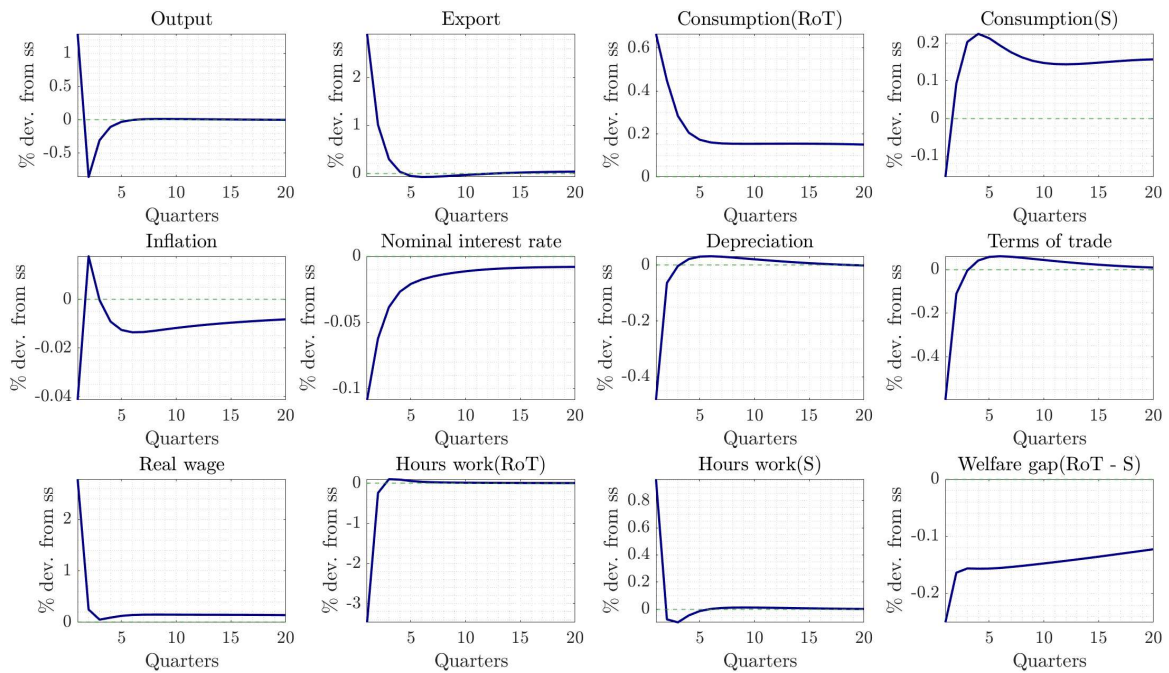 Output
% dev. from ss
1
0.5
0
-0.5
5 10 15 20
Quarters
Export
% dev. from ss
2
1
0
5 10 15 20
Quarters
Consumption(RoT)
% dev. from ss
0.6
0.4
0.2
0
5 10 15 20
Quarters
Consumption(S)
% dev. from ss
0.2
0.1
0
-0.1
5 10 15 20
Quarters
Inflation
% dev. from ss
0
-0.02
-0.04
5 10 15 20
Quarters
Nominal interest rate
% dev. from ss
0
-0.05
-0.1
5 10 15 20
Quarters
Depreciation
% dev. from ss
0
-0.2
-0.4
5 10 15 20
Quarters
Terms of trade
% dev. from ss
0
-0.2
-0.4
5 10 15 20
Quarters
Real wage
% dev. from ss
2
1
0
5 10 15 20
Quarters
Hours work(RoT)
% dev. from ss
0
-1
-2
-3
5 10 15 20
Quarters
Hours work(S)
% dev. from ss
0.8
0.6
0.4
0.2
0
5 10 15 20
Quarters
Welfare gap(RoT - S)
% dev. from ss
0
-0.1
-0.2
5 10 15 20
Quarters